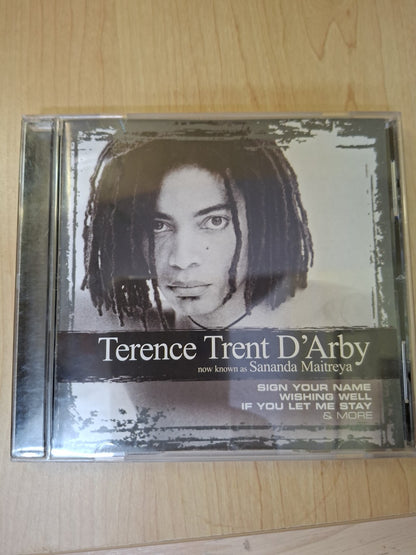 Terence Trent D'Arby
now known as Sananda Maitreya
SIGN YOUR NAME
WISHING WELL
IF YOU LET ME STAY
& MORE